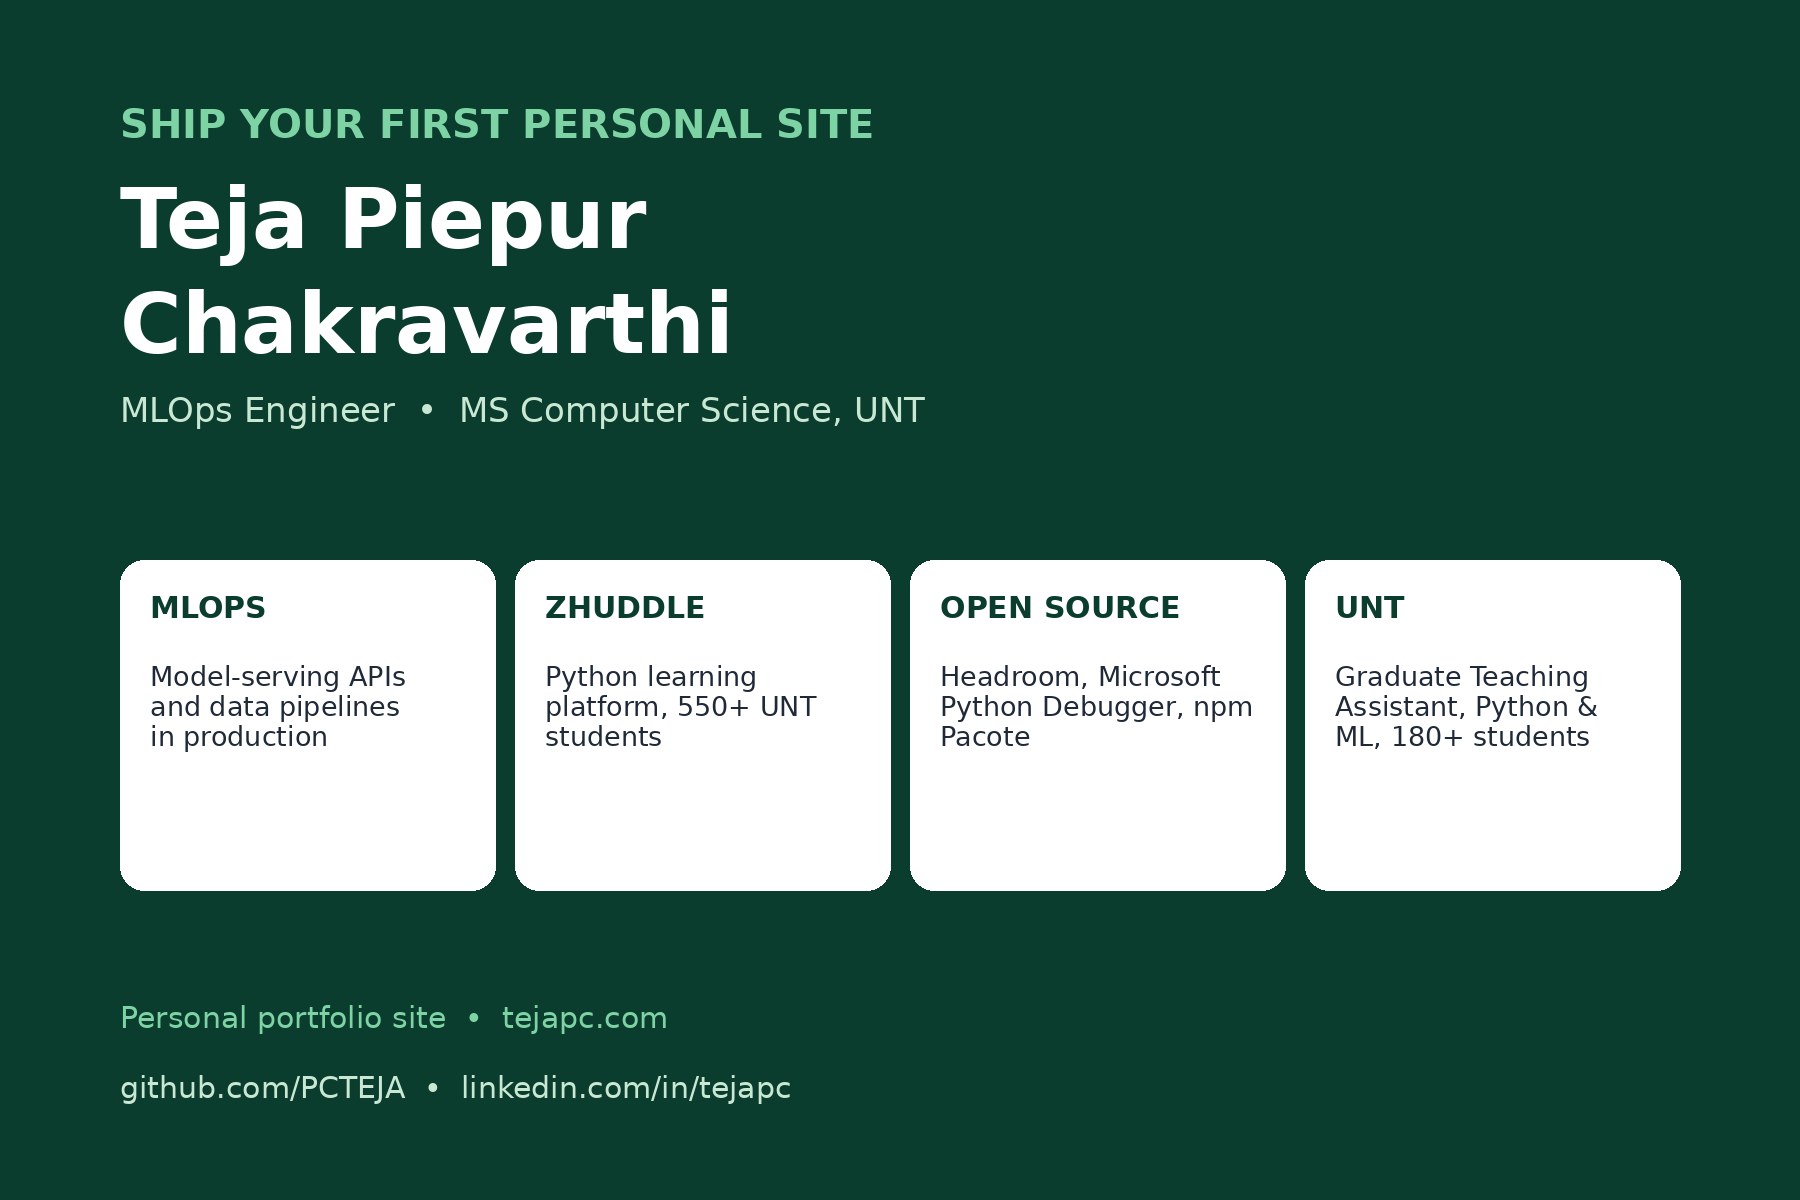 SHIP YOUR FIRST PERSONAL SITE
Teja Piepur
Chakravarthi
MLOps Engineer • MS Computer Science, UNT
MLOPS
Model-serving APIs
and data pipelines
in production
ZHUDDLE
Python learning
platform, 550+ UNT
students
OPEN SOURCE
Headroom, Microsoft
Python Debugger, npm
Pacote
UNT
Graduate Teaching
Assistant, Python &
ML, 180+ students
Personal portfolio site • tejapc.com
github.com/PCTEJA • linkedin.com/in/tejapc